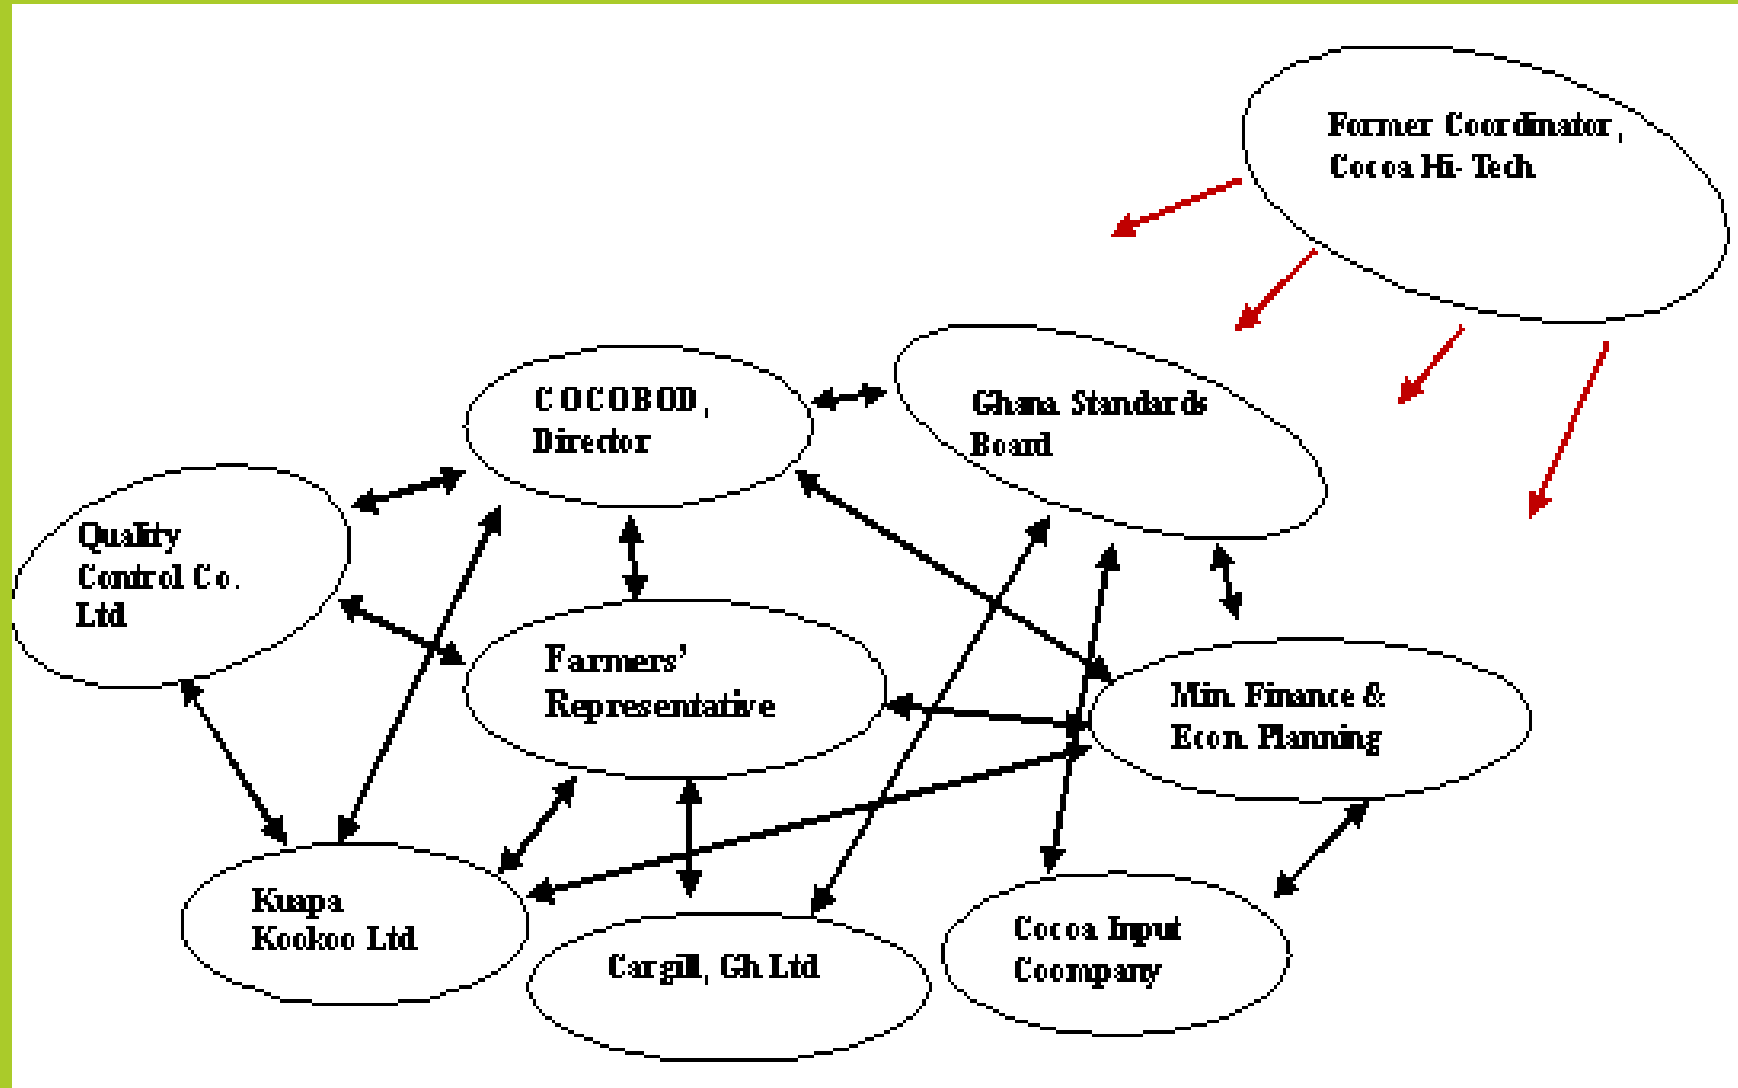 Former Coordinator,
Cocoa Hi- Tech
COCOBOD,
Director
Ghana Standards
Board
Quality
Control Co.
Ltd
Farmers’
Representative
Min. Finance &
Econ. Planning
Kuapa
Kookoo Ltd
Cargill, Gh Ltd
Cocoa Input
Coompany